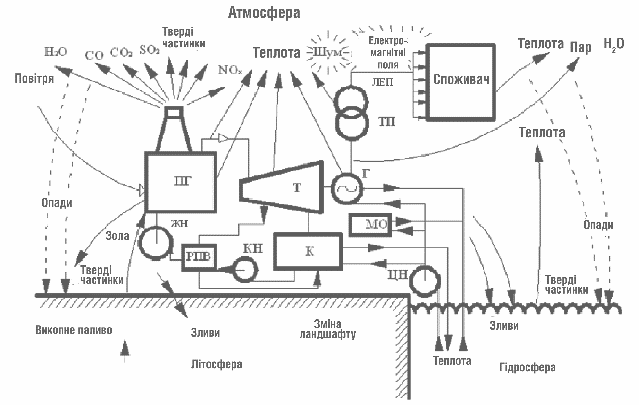 Атмосфера
H₂O
CO
CO₂
SO₂
Тверді
частинки
NOₓ
Теплота
Шум
Електро-
магнітні
поля
ЛЕП
Споживач
Теплота
Пар
H₂D
Повітря
ТП
Теплота
ПГ
Т
Г
Опади
Зола
ЖН
МО
Опади
Тверді
частинки
РПВ
КН
К
ЦН
Тверді
частинки
Викопне паливо
Зливи
Зміна
ландшафту
Зливи
Теплота
Літосфера
Гідросфера